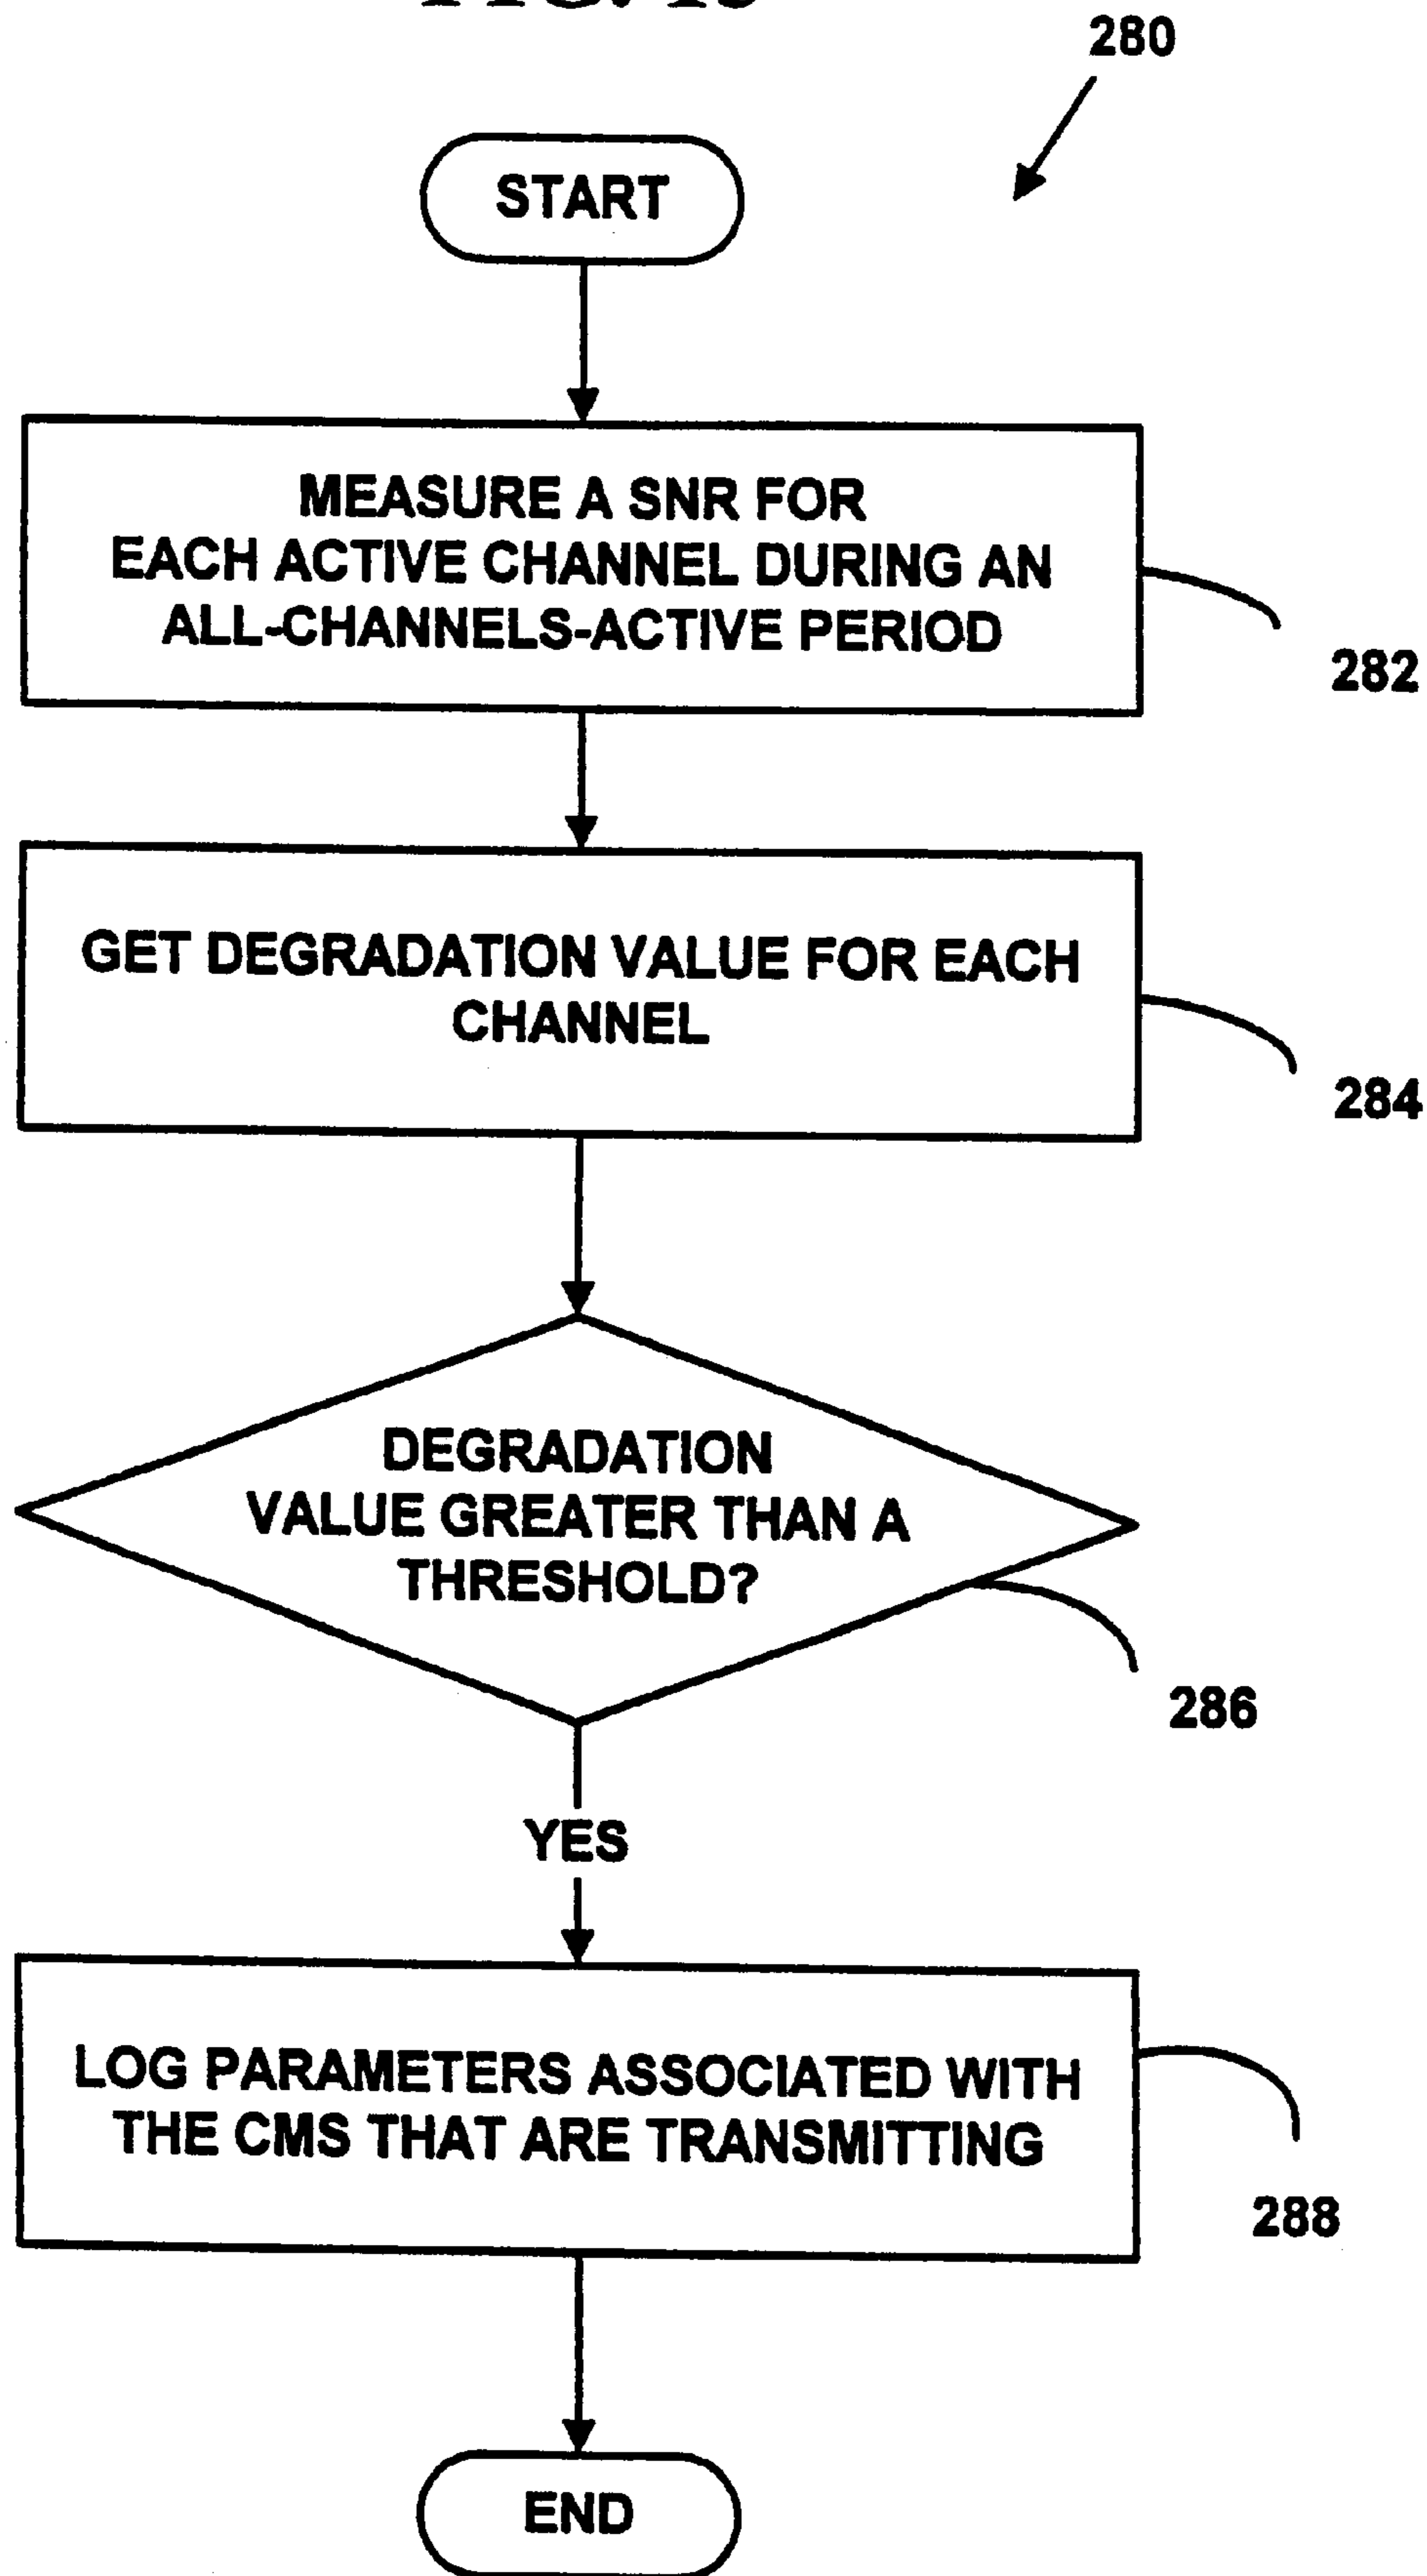 280
START
MEASURE A SNR FOR
EACH ACTIVE CHANNEL DURING AN
ALL-CHANNELS-ACTIVE PERIOD
282
GET DEGRADATION VALUE FOR EACH
CHANNEL
284
DEGRADATION
VALUE GREATER THAN A
THRESHOLD?
286
YES
LOG PARAMETERS ASSOCIATED WITH
THE CMS THAT ARE TRANSMITTING
288
END